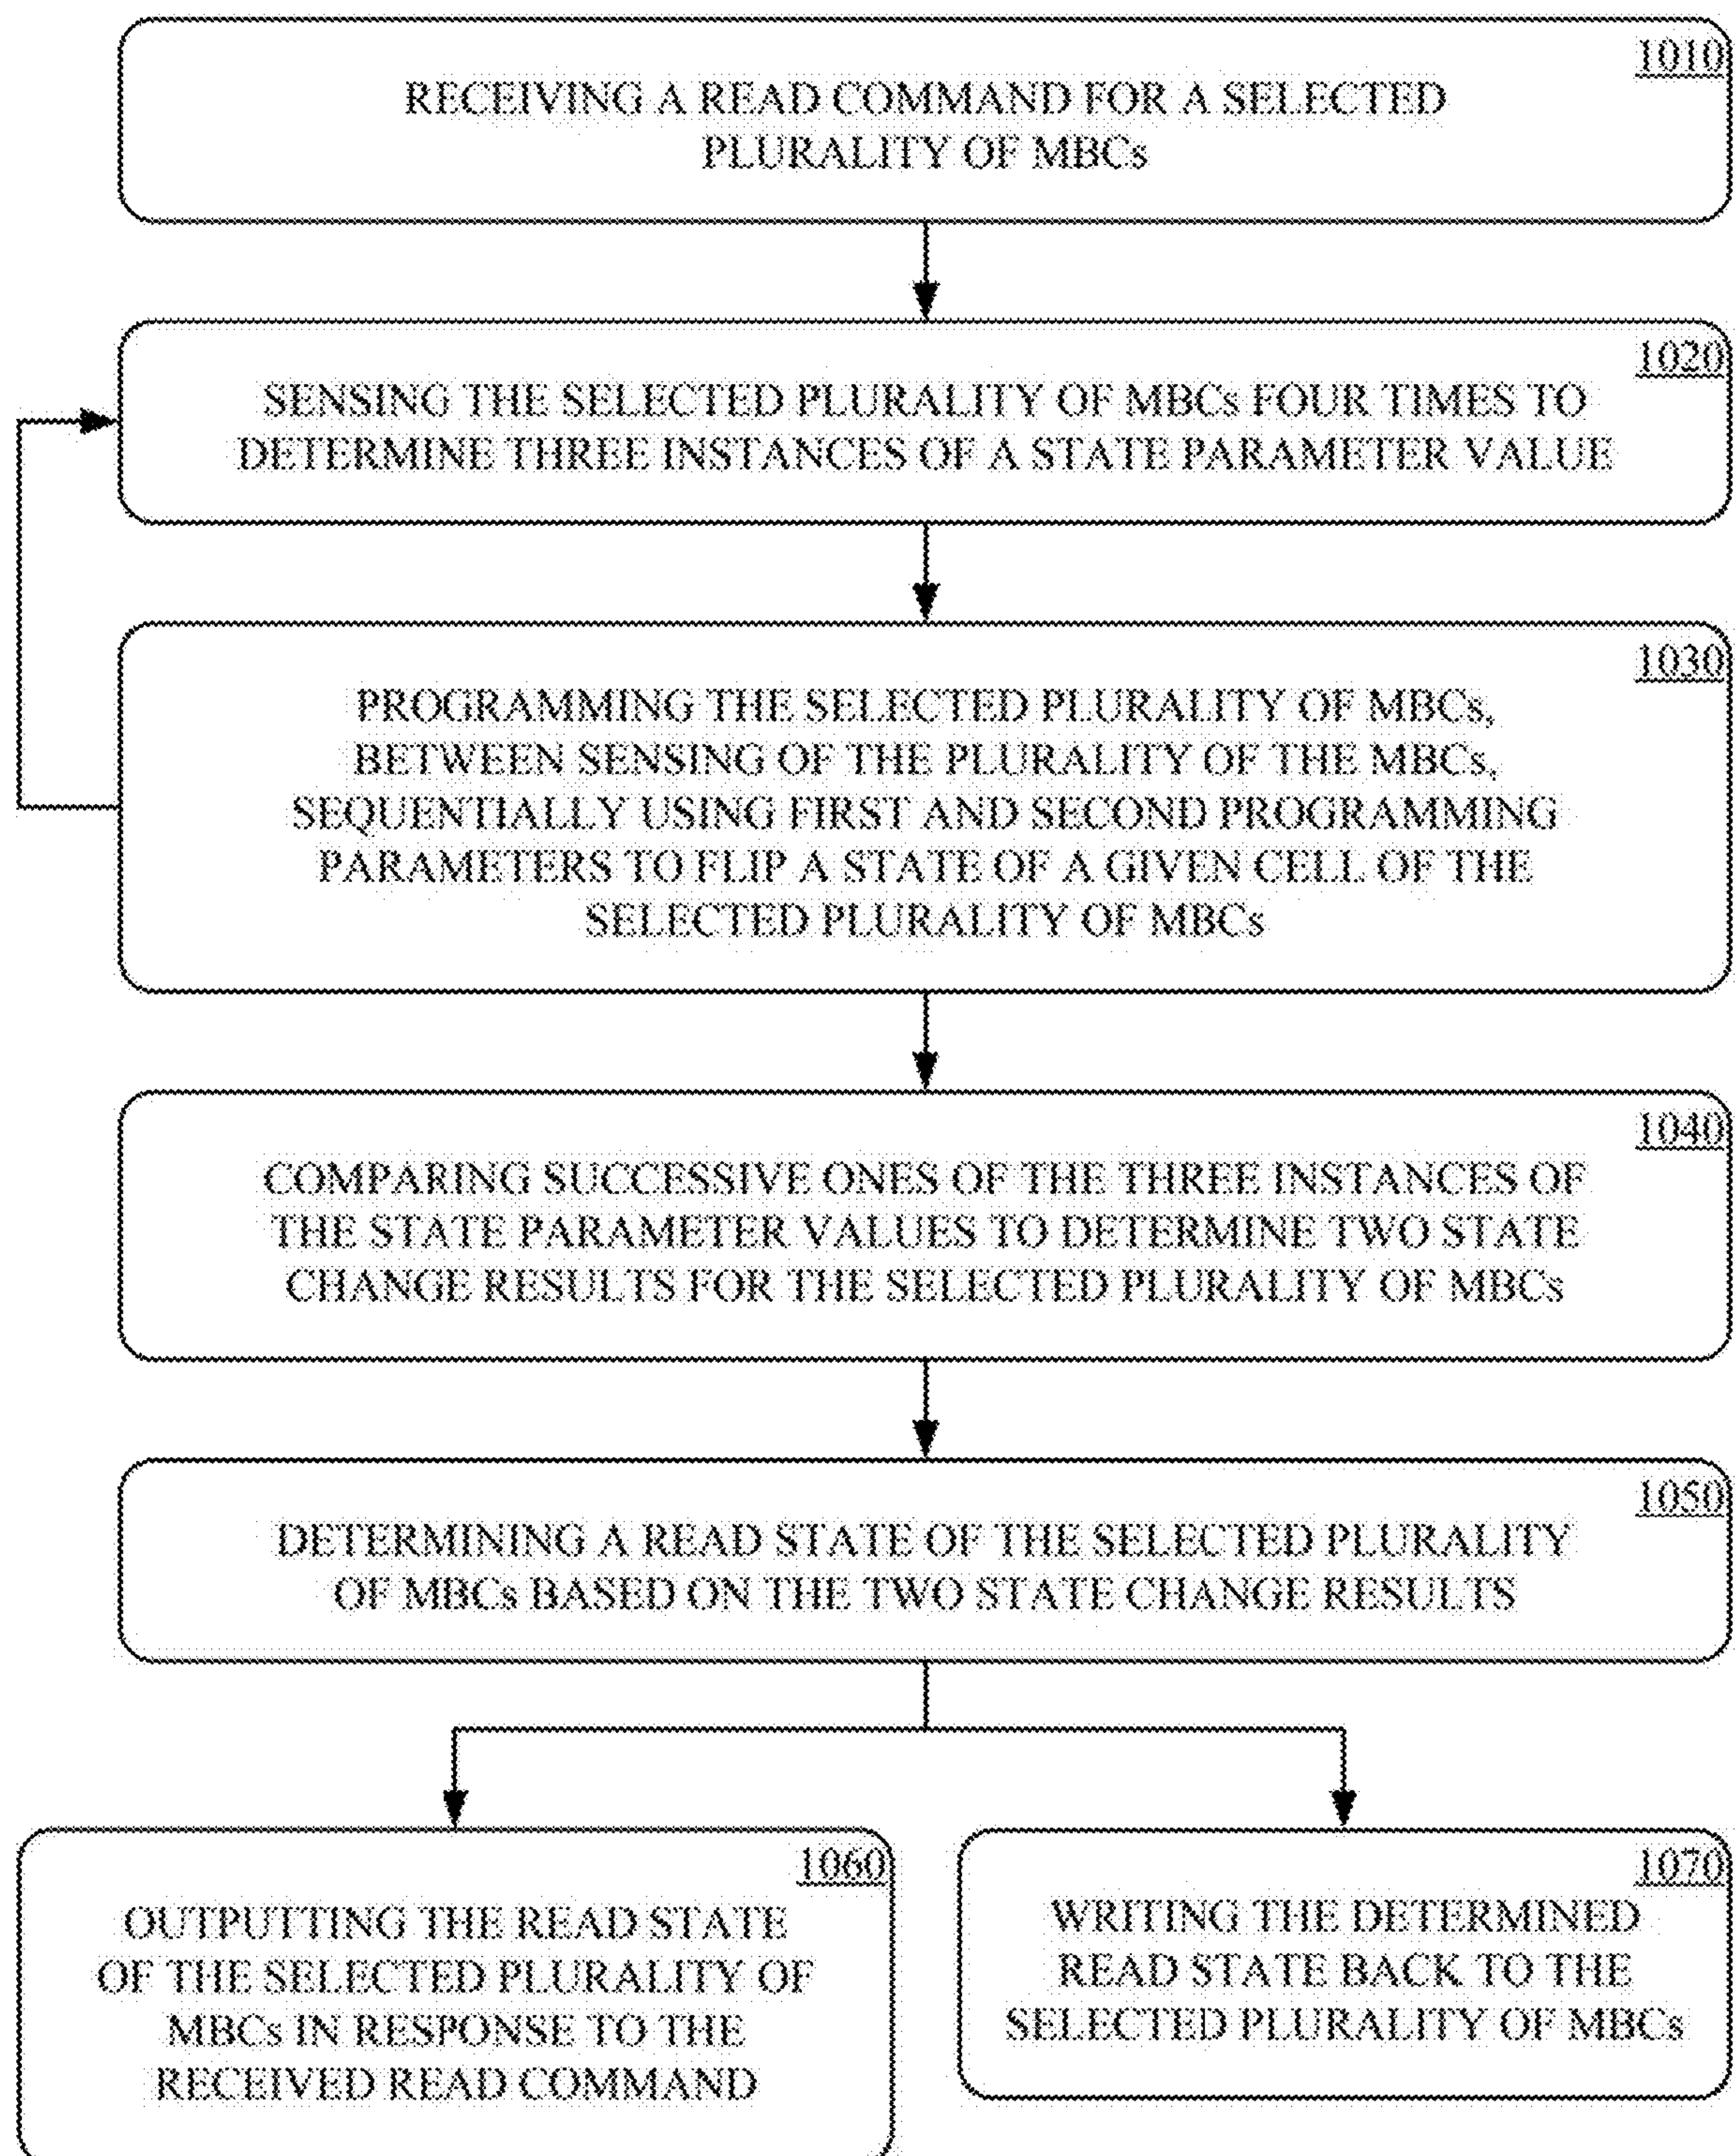 1010
RECEIVING A READ COMMAND FOR A SELECTED
PLURALITY OF MBCs
1020
SENSING THE SELECTED PLURALITY OF MBCs FOUR TIMES TO
DETERMINE THREE INSTANCES OF A STATE PARAMETER VALUE
1030
PROGRAMMING THE SELECTED PLURALITY OF MBCs,
BETWEEN SENSING OF THE PLURALITY OF THE MBCs,
SEQUENTIALLY USING FIRST AND SECOND PROGRAMMING
PARAMETERS TO FLIP A STATE OF A GIVEN CELL OF THE
SELECTED PLURALITY OF MBCs
1040
COMPARING SUCCESSIVE ONES OF THE THREE INSTANCES OF
THE STATE PARAMETER VALUES TO DETERMINE TWO STATE
CHANGE RESULTS FOR THE SELECTED PLURALITY OF MBCs
1050
DETERMINING A READ STATE OF THE SELECTED PLURALITY
OF MBCs BASED ON THE TWO STATE CHANGE RESULTS
1060
OUTPUTTING THE READ STATE
OF THE SELECTED PLURALITY OF
MBCs IN RESPONSE TO THE
RECEIVED READ COMMAND
1070
WRITING THE DETERMINED
READ STATE BACK TO THE
SELECTED PLURALITY OF MBCs